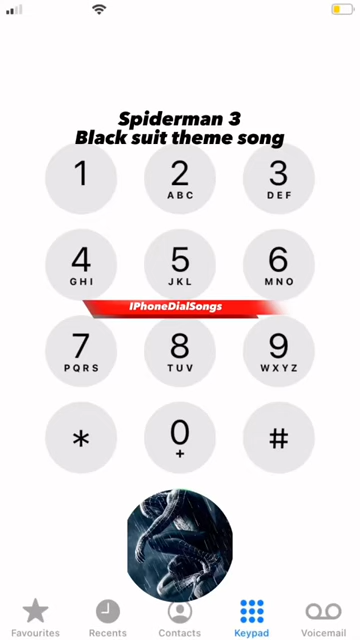 Spiderman 3
Black suit theme song
1 2 3
ABC DEF
4 5 6
GHI JKL MNO
IPhoneDialSongs
7 8 9
PQRS TUV WXYZ
* 0 #
+
Favourites Recents Contacts Keypad Voicemail